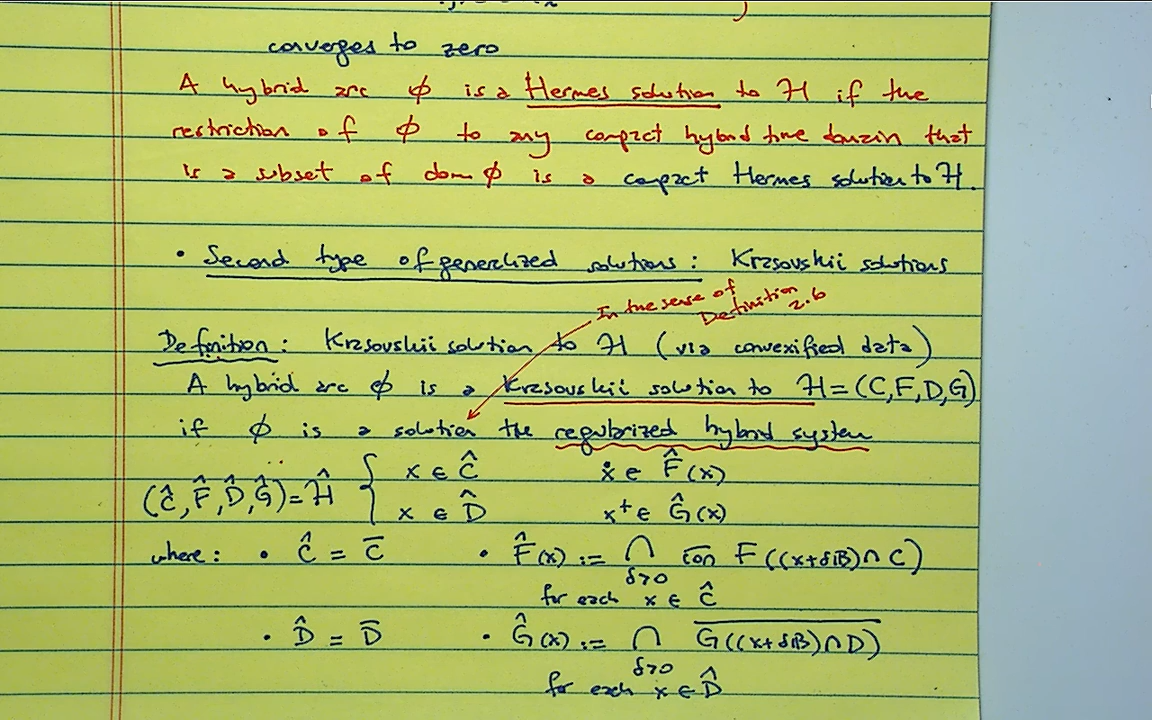 converges to zero
A hybrid arc ϕ is a Hermes solution to H if the
restriction of ϕ to any compact hybrid time domain that
is a subset of dom ϕ is a compact Hermes solution to H.
• Second type of generalized solutions: Krasovskii solutions
In the sense of
Definition 2.6
Definition: Krasovskii solution to H (via convexified data)
A hybrid arc ϕ is a Krasovskii solution to H = (C, F, D, G)
if ϕ is a solution the regularized hybrid system
(Ĉ, F̂, D̂, Ĝ) = Ĥ { x ∈ Ĉ ẋ ∈ F̂(x)
x ∈ D̂ x⁺ ∈ Ĝ(x)
where: • Ĉ = C̅ • F̂(x) := ∩_{δ>0} c̅o̅n̅ F((x+δB)∩C)
for each x ∈ Ĉ
• D̂ = D̅ • Ĝ(x) := ∩_{δ>0} \overline{G((x+δB)∩D)}
for each x ∈ D̂